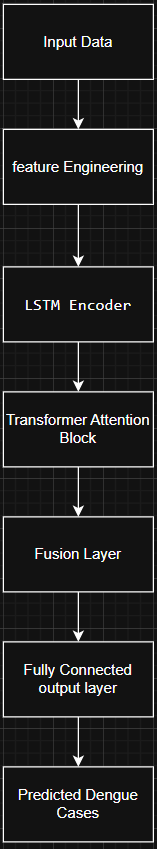 Input Data
feature Engineering
LSTM Encoder
Transformer Attention
Block
Fusion Layer
Fully Connected
output layer
Predicted Dengue
Cases